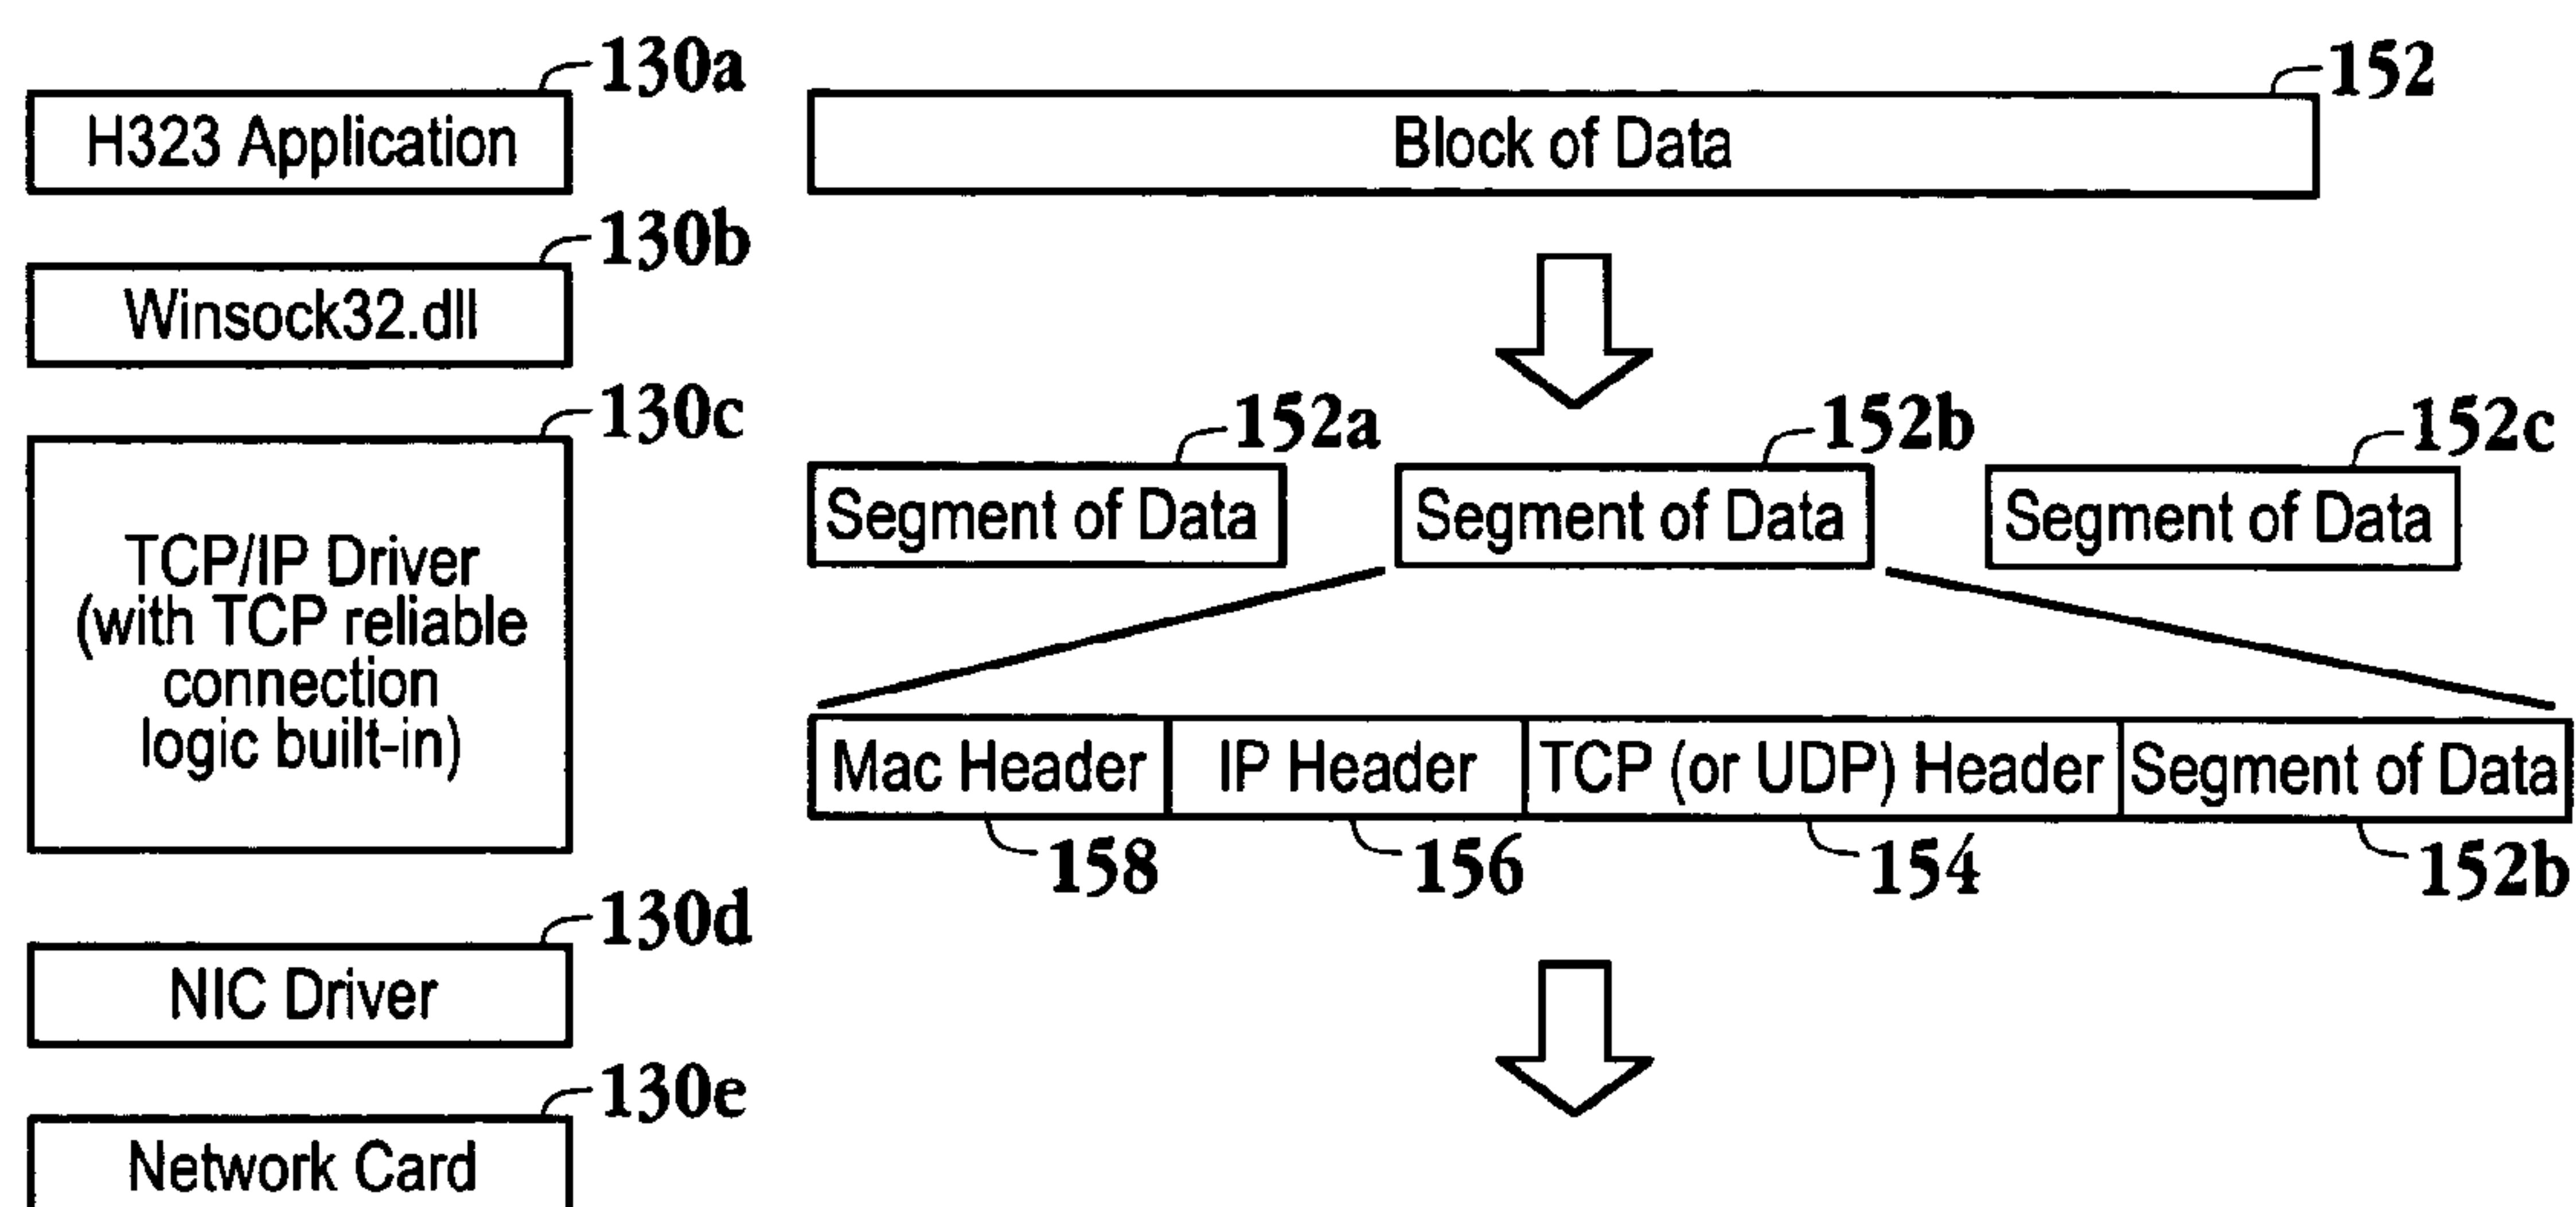 130a
H323 Application
152
Block of Data
130b
Winsock32.dll
130c
TCP/IP Driver
(with TCP reliable
connection
logic built-in)
152a
Segment of Data
152b
Segment of Data
152c
Segment of Data
Mac Header
IP Header
TCP (or UDP) Header
Segment of Data
158
156
154
152b
130d
NIC Driver
130e
Network Card